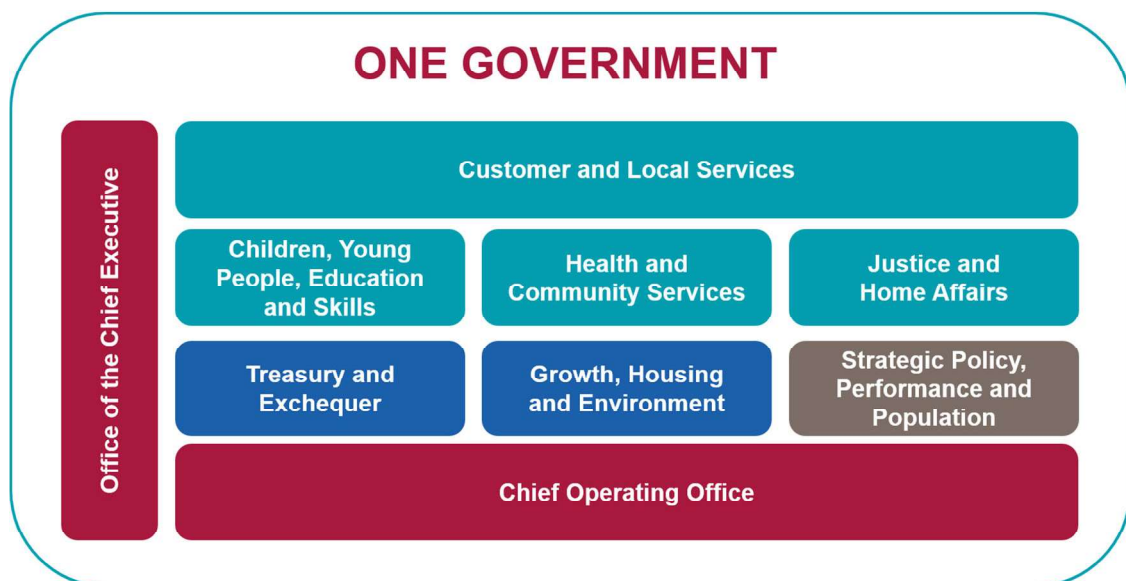 ONE GOVERNMENT
Office of the Chief Executive
Customer and Local Services
Children, Young
People, Education
and Skills
Health and
Community Services
Justice and
Home Affairs
Treasury and
Exchequer
Growth, Housing
and Environment
Strategic Policy,
Performance and
Population
Chief Operating Office